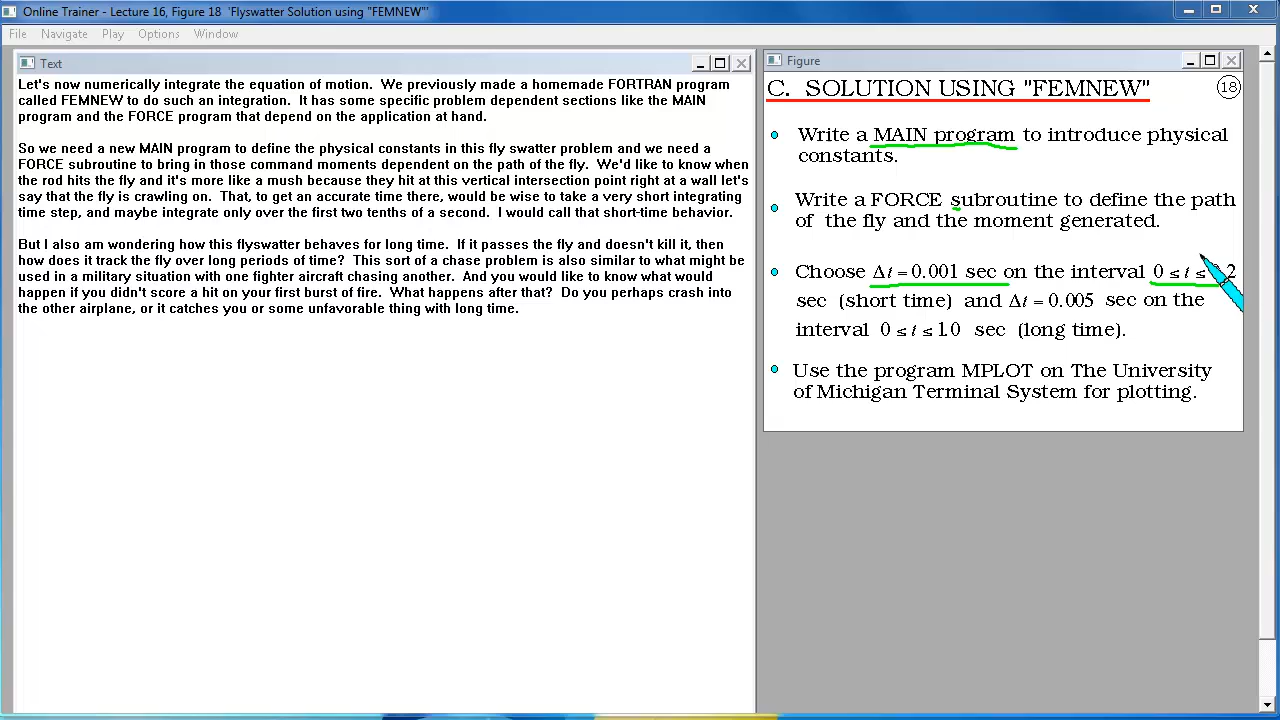 Online Trainer - Lecture 16, Figure 18 'Flyswatter Solution using "FEMNEW"'
File Navigate Play Options Window
Text
Let's now numerically integrate the equation of motion. We previously made a homemade FORTRAN program
called FEMNEW to do such an integration. It has some specific problem dependent sections like the MAIN
program and the FORCE program that depend on the application at hand.
So we need a new MAIN program to define the physical constants in this fly swatter problem and we need a
FORCE subroutine to bring in those command moments dependent on the path of the fly. We'd like to know when
the rod hits the fly and it's more like a mush because they hit at this vertical intersection point right at a wall let's
say that the fly is crawling on. That, to get an accurate time there, would be wise to take a very short integrating
time step, and maybe integrate only over the first two tenths of a second. I would call that short-time behavior.
But I also am wondering how this flyswatter behaves for long time. If it passes the fly and doesn't kill it, then
how does it track the fly over long periods of time? This sort of a chase problem is also similar to what might be
used in a military situation with one fighter aircraft chasing another. And you would like to know what would
happen if you didn't score a hit on your first burst of fire. What happens after that? Do you perhaps crash into
the other airplane, or it catches you or some unfavorable thing with long time.
Figure
C. SOLUTION USING "FEMNEW"
18
Write a MAIN program to introduce physical
constants.
Write a FORCE subroutine to define the path
of the fly and the moment generated.
Choose Δt = 0.001 sec on the interval 0 ≤ t ≤ 2
sec (short time) and Δt = 0.005 sec on the
interval 0 ≤ t ≤ 1.0 sec (long time).
Use the program MPLOT on The University
of Michigan Terminal System for plotting.